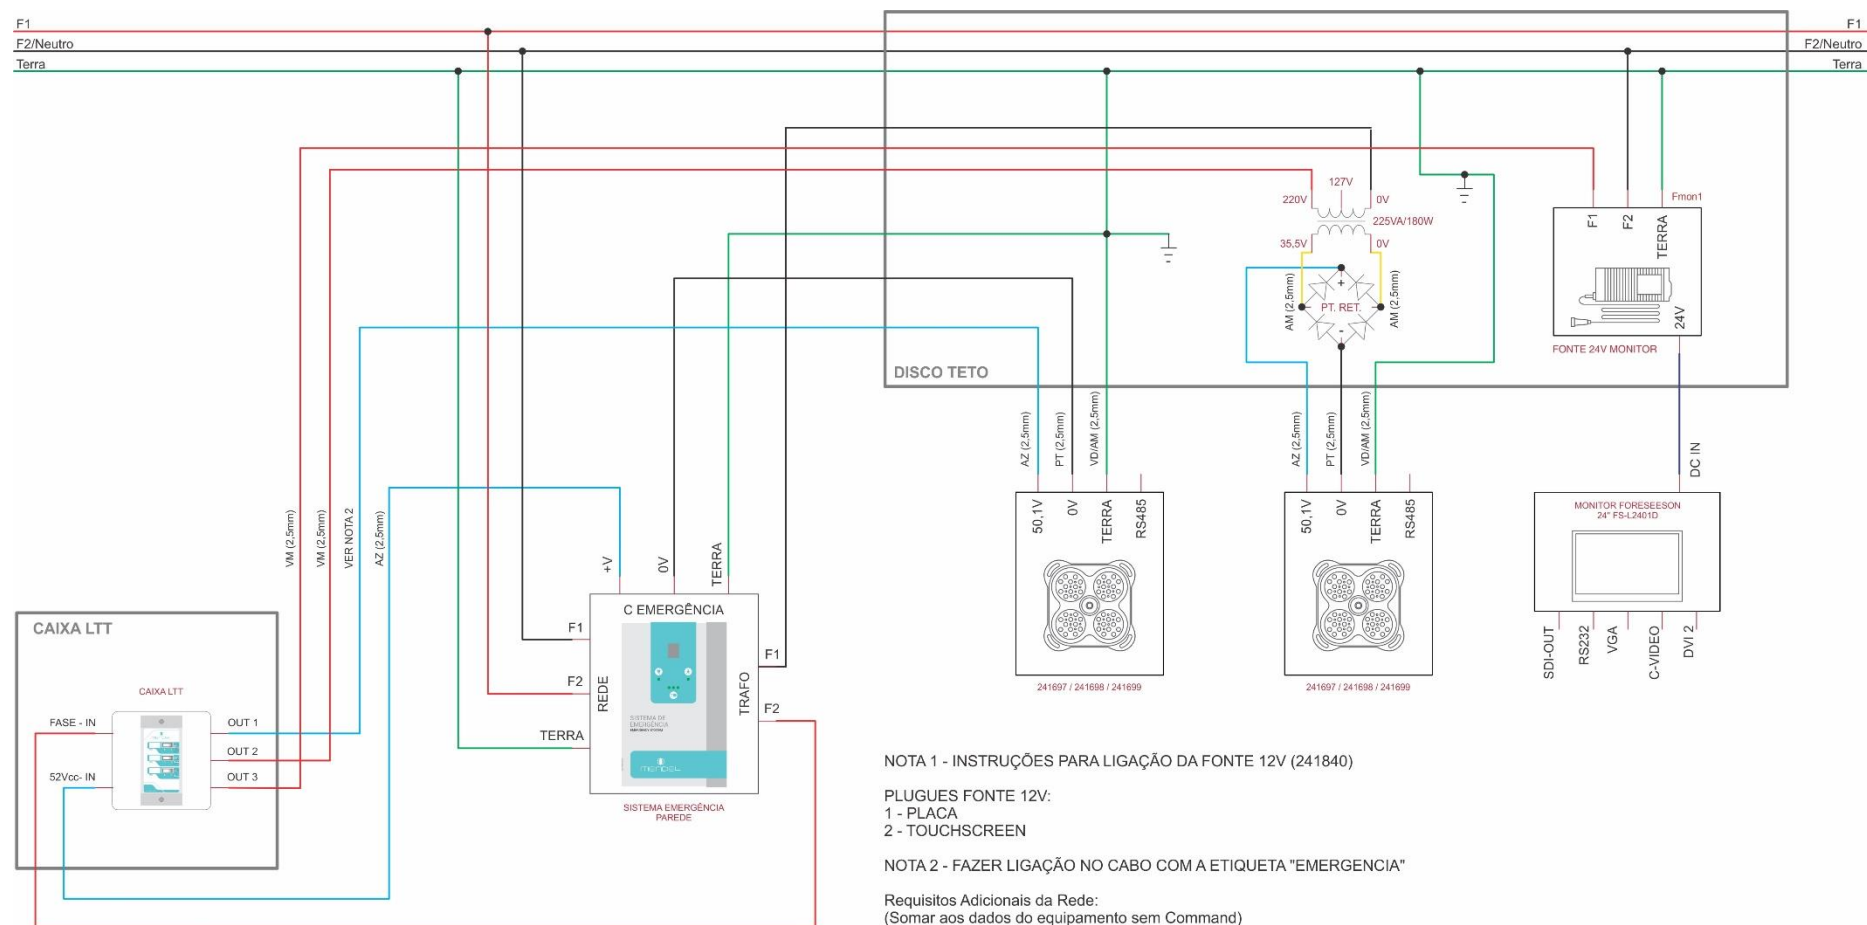 F1
F1
F2/Neutro
F2/Neutro
Terra
Terra
127V
220V
0V
225VA/180W
35,5V
0V
AM (2,5mm)
+
PT. RET.
-
AM (2,5mm)
Fmon1
F1
F2
TERRA
24V
FONTE 24V MONITOR
DISCO TETO
AZ (2,5mm)
PT (2,5mm)
VD/AM (2,5mm)
AZ (2,5mm)
PT (2,5mm)
VD/AM (2,5mm)
DC IN
50,1V
0V
TERRA
RS485
241697 / 241698 / 241699
50,1V
0V
TERRA
RS485
241697 / 241698 / 241699
MONITOR FORESEESON
24" FS-L2401D
SDI-OUT
RS232
VGA
C-VIDEO
DVI 2
VM (2,5mm)
VM (2,5mm)
VER NOTA 2
AZ (2,5mm)
+V
0V
TERRA
C EMERGÊNCIA
F1
F2
TERRA
REDE
F1
F2
TRAFO
SISTEMA DE
EMERGÊNCIA
EMERGENCY SYSTEM
mendel
SISTEMA EMERGÊNCIA
PAREDE
CAIXA LTT
CAIXA LTT
FASE - IN
52Vcc- IN
OUT 1
OUT 2
OUT 3
NOTA 1 - INSTRUÇÕES PARA LIGAÇÃO DA FONTE 12V (241840)
PLUGUES FONTE 12V:
1 - PLACA
2 - TOUCHSCREEN
NOTA 2 - FAZER LIGAÇÃO NO CABO COM A ETIQUETA "EMERGENCIA"
Requisitos Adicionais da Rede:
(Somar aos dados do equipamento sem Command)